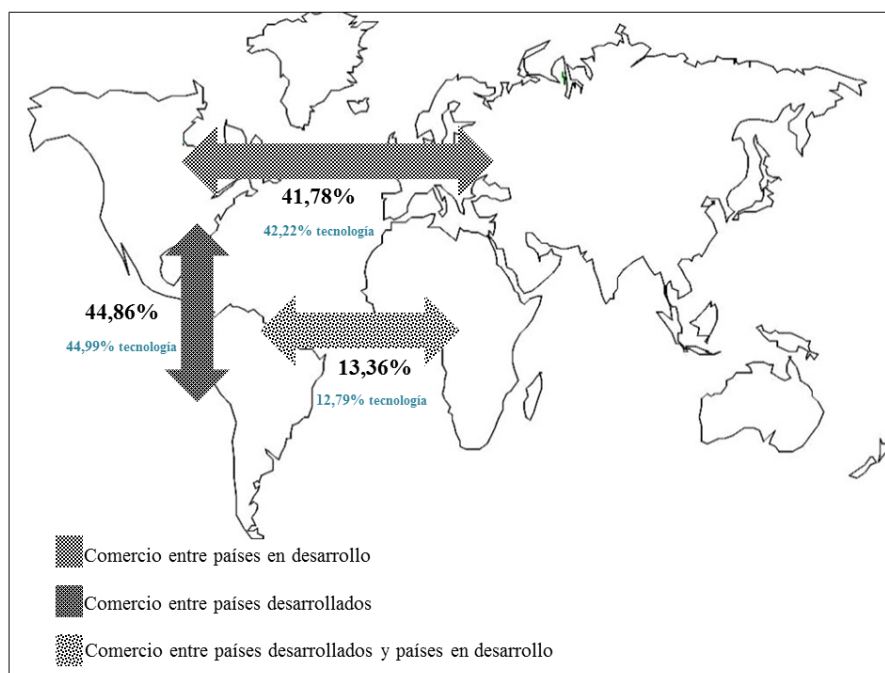 41,78%
42,22% tecnología
44,86%
44,99% tecnología
13,36%
12,79% tecnología
Comercio entre países en desarrollo
Comercio entre países desarrollados
Comercio entre países desarrollados y países en desarrollo